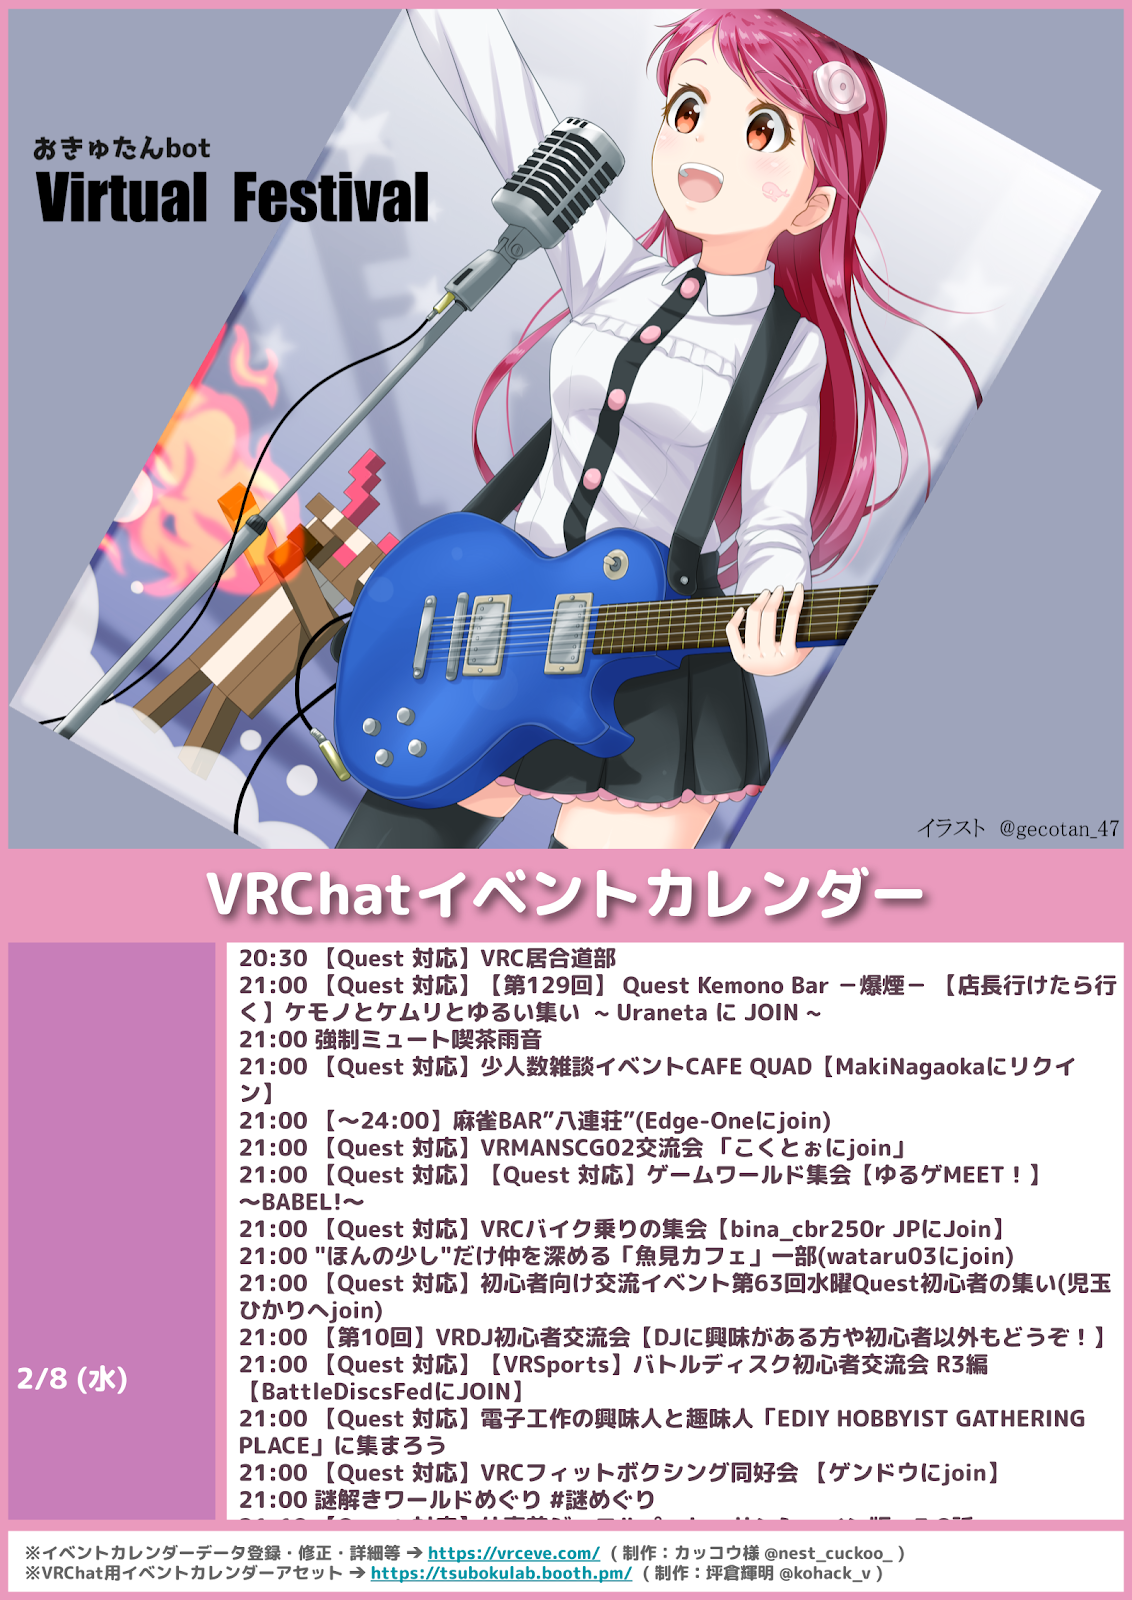 おきゅたんbot
Virtual Festival
イラスト @gecotan_47
VRChatイベントカレンダー
2/8 (水)
20:30 【Quest 対応】VRC居合道部
21:00 【Quest 対応】【第129回】 Quest Kemono Bar －爆煙－ 【店長行けたら行
く】ケモノとケムリとゆるい集い ~ Uraneta に JOIN ~
21:00 強制ミュート喫茶雨音
21:00 【Quest 対応】少人数雑談イベントCAFE QUAD【MakiNagaokaにリクイ
ン】
21:00 【～24:00】麻雀BAR”八連荘”(Edge-Oneにjoin)
21:00 【Quest 対応】VRMANSCG02交流会 「こくとぉにjoin」
21:00 【Quest 対応】【Quest 対応】ゲームワールド集会【ゆるゲMEET！】
～BABEL!～
21:00 【Quest 対応】VRCバイク乗りの集会【bina_cbr250r JPにJoin】
21:00 "ほんの少し"だけ仲を深める「魚見カフェ」一部(wataru03にjoin)
21:00 【Quest 対応】初心者向け交流イベント第63回水曜Quest初心者の集い(児玉
ひかりへjoin)
21:00 【第10回】VRDJ初心者交流会【DJに興味がある方や初心者以外もどうぞ！】
21:00 【Quest 対応】【VRSports】バトルディスク初心者交流会 R3編
【BattleDiscsFedにJOIN】
21:00 【Quest 対応】電子工作の興味人と趣味人「EDIY HOBBYIST GATHERING
PLACE」に集まろう
21:00 【Quest 対応】VRCフィットボクシング同好会 【ゲンドウにjoin】
21:00 謎解きワールドめぐり #謎めぐり
※イベントカレンダーデータ登録・修正・詳細等 ➔ https://vrceve.com/ ( 制作：カッコウ様 @nest_cuckoo_ )
※VRChat用イベントカレンダーアセット ➔ https://tsubokulab.booth.pm/ ( 制作：坪倉輝明 @kohack_v )